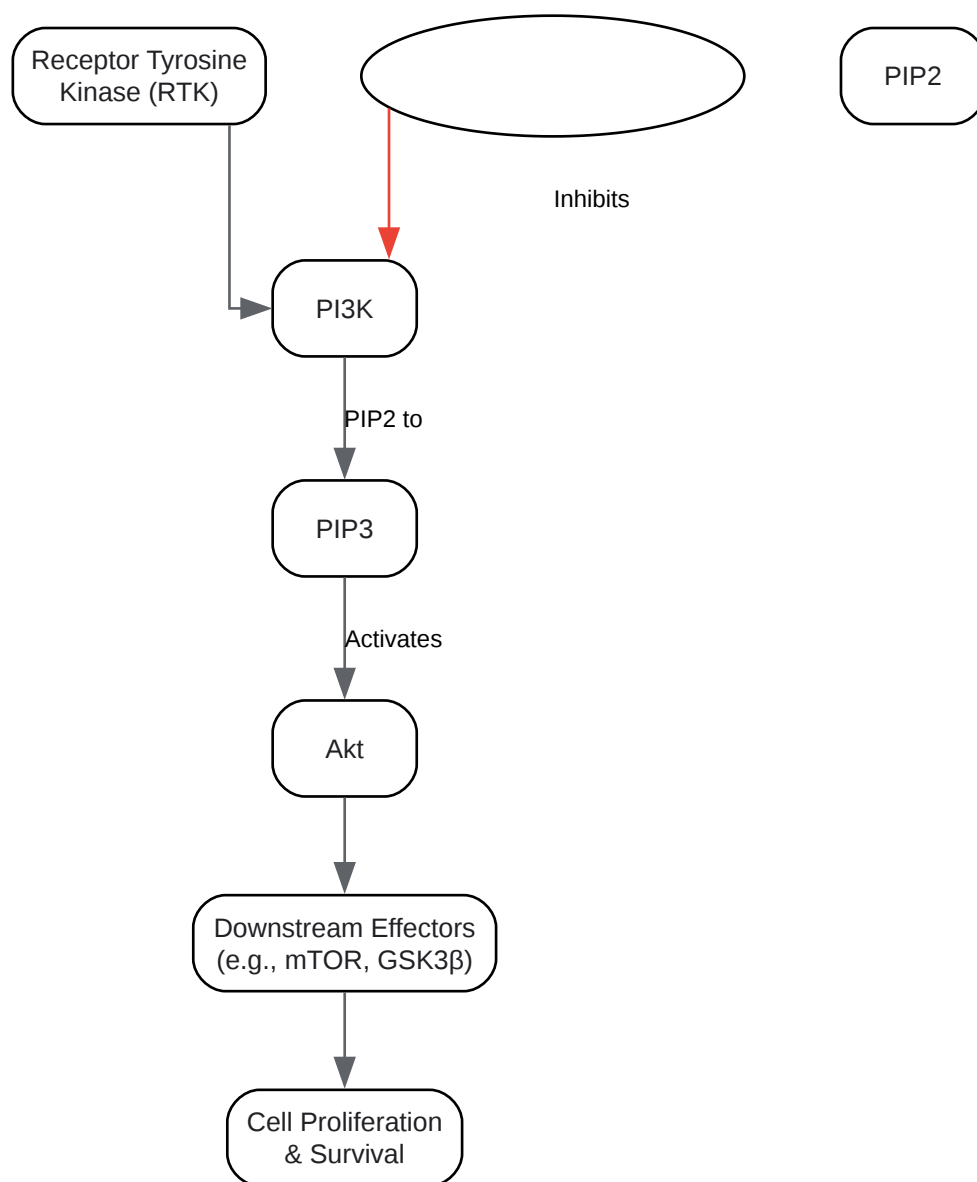 Receptor Tyrosine
Kinase (RTK)
PIP2
Inhibits
PI3K
PIP2 to
PIP3
Activates
Akt
Downstream Effectors
(e.g., mTOR, GSK3β)
Cell Proliferation
& Survival